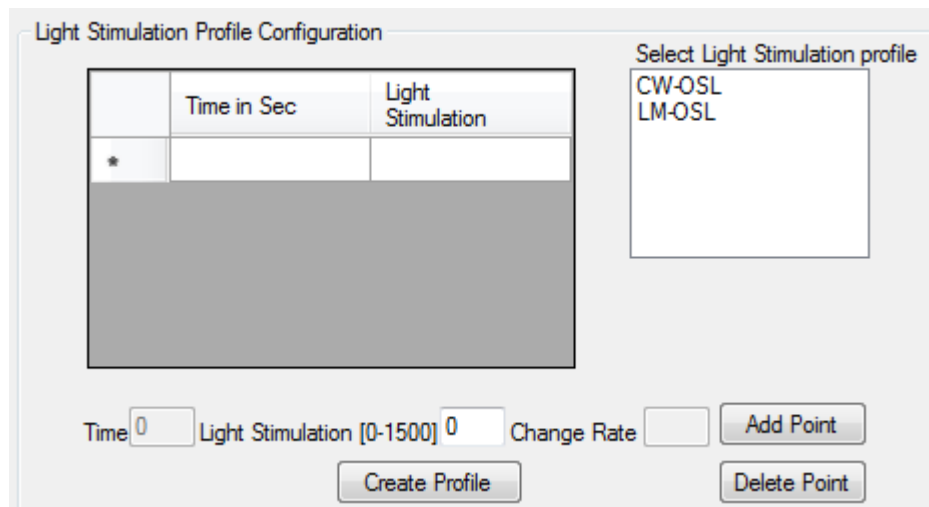 Light Stimulation Profile Configuration
Select Light Stimulation profile
Time in Sec
Light
Stimulation
*
CW-OSL
LM-OSL
Time 0 Light Stimulation [0-1500] 0 Change Rate Add Point
Create Profile Delete Point